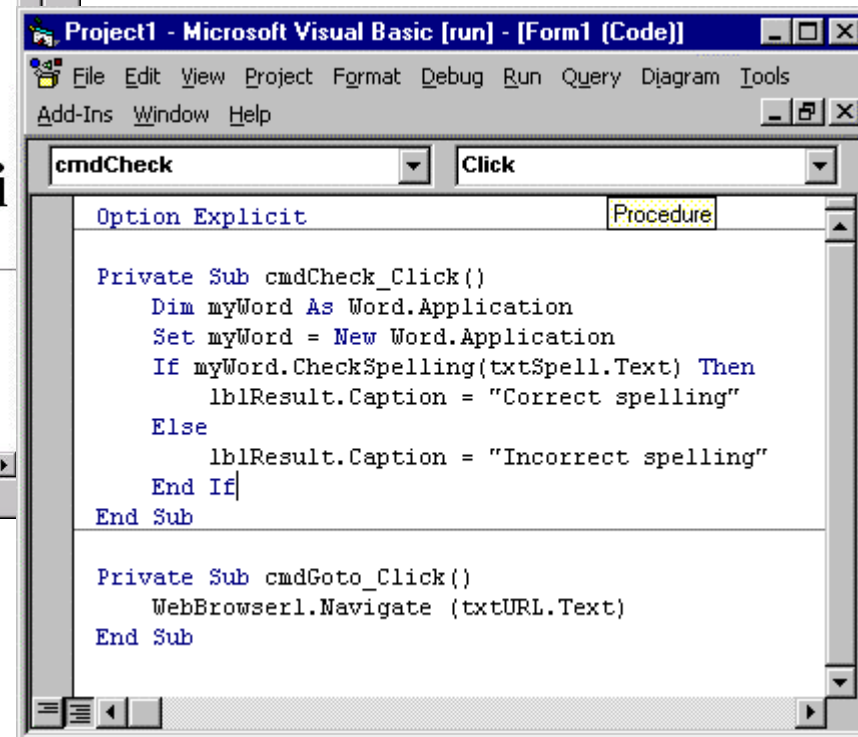 Project1 - Microsoft Visual Basic [run] - [Form1 (Code)]
File Edit View Project Format Debug Run Query Diagram Tools
Add-Ins Window Help
i
cmdCheck Click
Procedure
Option Explicit
Private Sub cmdCheck_Click()
Dim myWord As Word.Application
Set myWord = New Word.Application
If myWord.CheckSpelling(txtSpell.Text) Then
lblResult.Caption = "Correct spelling"
Else
lblResult.Caption = "Incorrect spelling"
End If
End Sub
Private Sub cmdGoto_Click()
WebBrowser1.Navigate (txtURL.Text)
End Sub